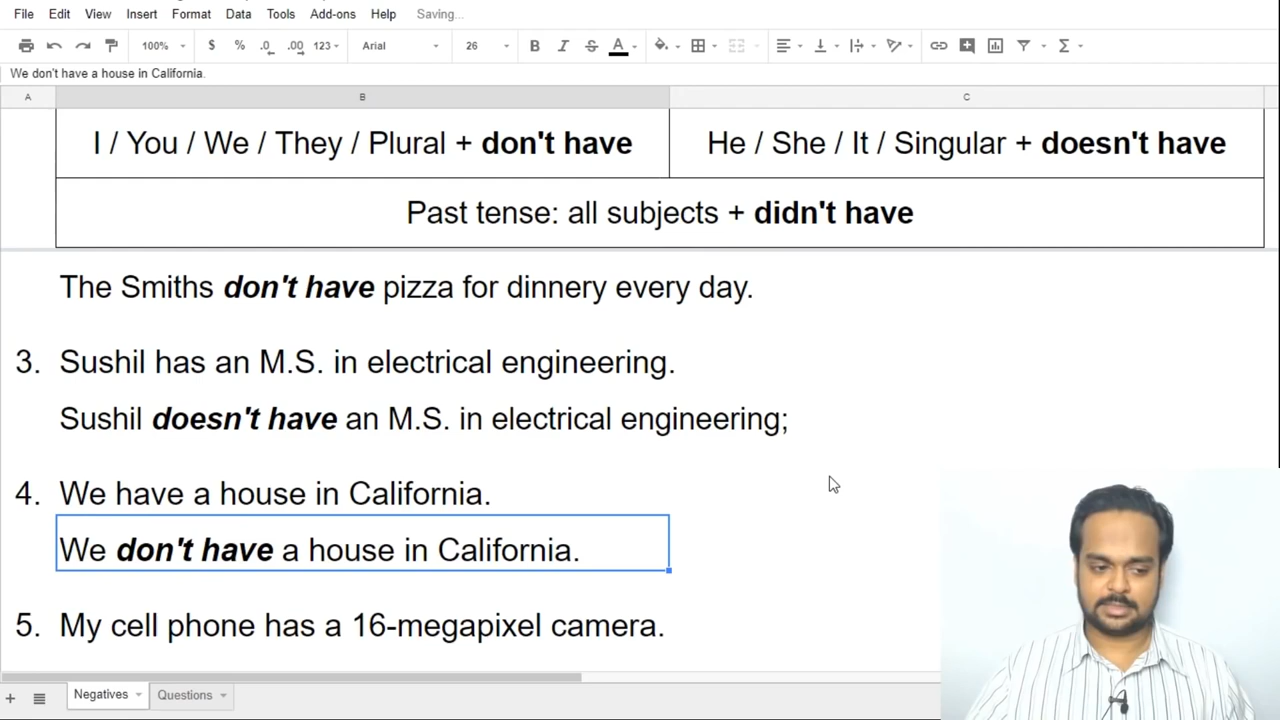 File Edit View Insert Format Data Tools Add-ons Help Saving...
100% $ % .0 .00 123 Arial 26 B I S A Σ
We don't have a house in California.
A B C
I / You / We / They / Plural + don't have He / She / It / Singular + doesn't have
Past tense: all subjects + didn't have
The Smiths don't have pizza for dinnery every day.
3. Sushil has an M.S. in electrical engineering.
Sushil doesn't have an M.S. in electrical engineering;
4. We have a house in California.
We don't have a house in California.
5. My cell phone has a 16-megapixel camera.
+ Negatives Questions